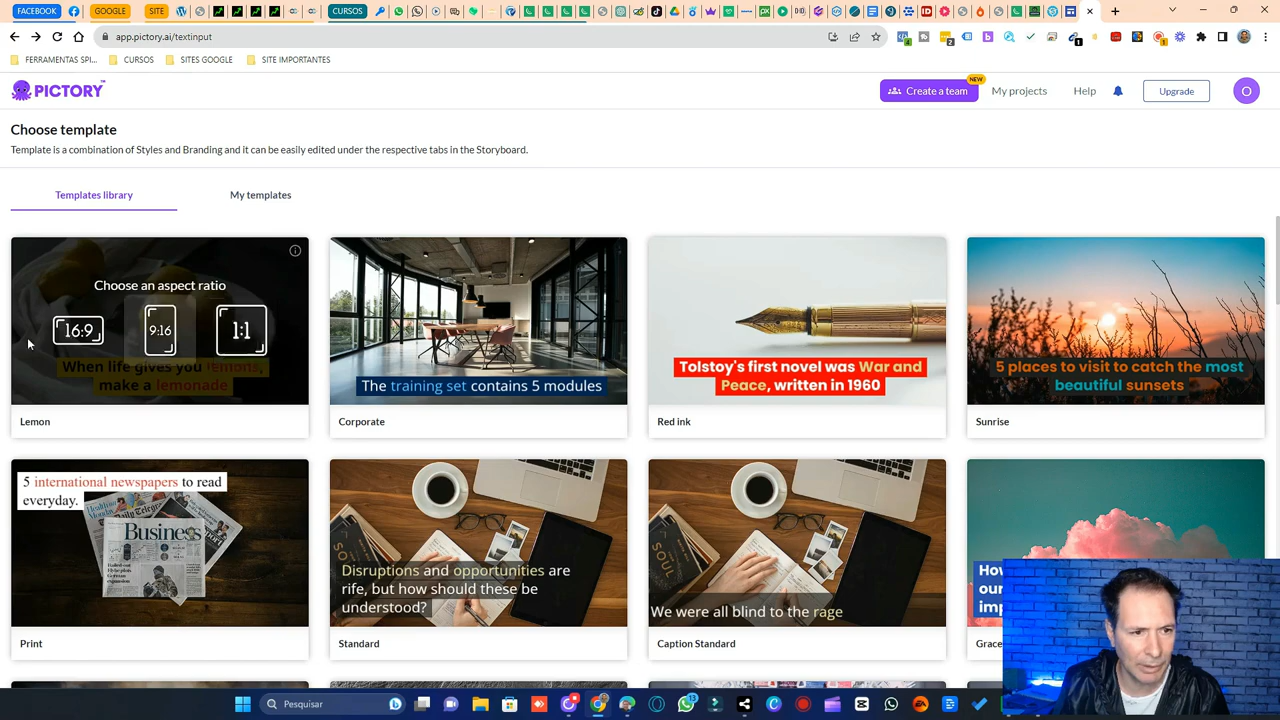 FACEBOOK
GOOGLE
SITE
CURSOS
app.pictory.ai/textinput
FERRAMENTAS SPI...
CURSOS
SITES GOOGLE
SITE IMPORTANTES
PICTORY™
Create a team
NEW
My projects
Help
Upgrade
O
Choose template
Template is a combination of Styles and Branding and it can be easily edited under the respective tabs in the Storyboard.
Templates library
My templates
Choose an aspect ratio
16:9
9:16
1:1
When life gives you lemons,
make a lemonade
The training set contains 5 modules
Tolstoy's first novel was War and
Peace, written in 1960
5 places to visit to catch the most
beautiful sunsets
Lemon
Corporate
Red ink
Sunrise
5 international newspapers to read
everyday.
Business
Disruptions and opportunities are
rife, but how should these be
understood?
SOUL
We were all blind to the rage
SOUL
Print
Standard
Caption Standard
Pesquisar
13